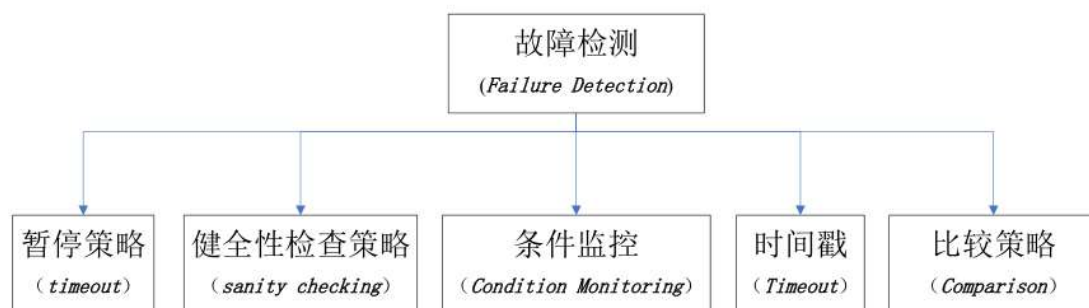 故障检测
(Failure Detection)
暂停策略
（timeout）
健全性检查策略
（sanity checking）
条件监控
（Condition Monitoring）
时间戳
（Timeout）
比较策略
（Comparison）